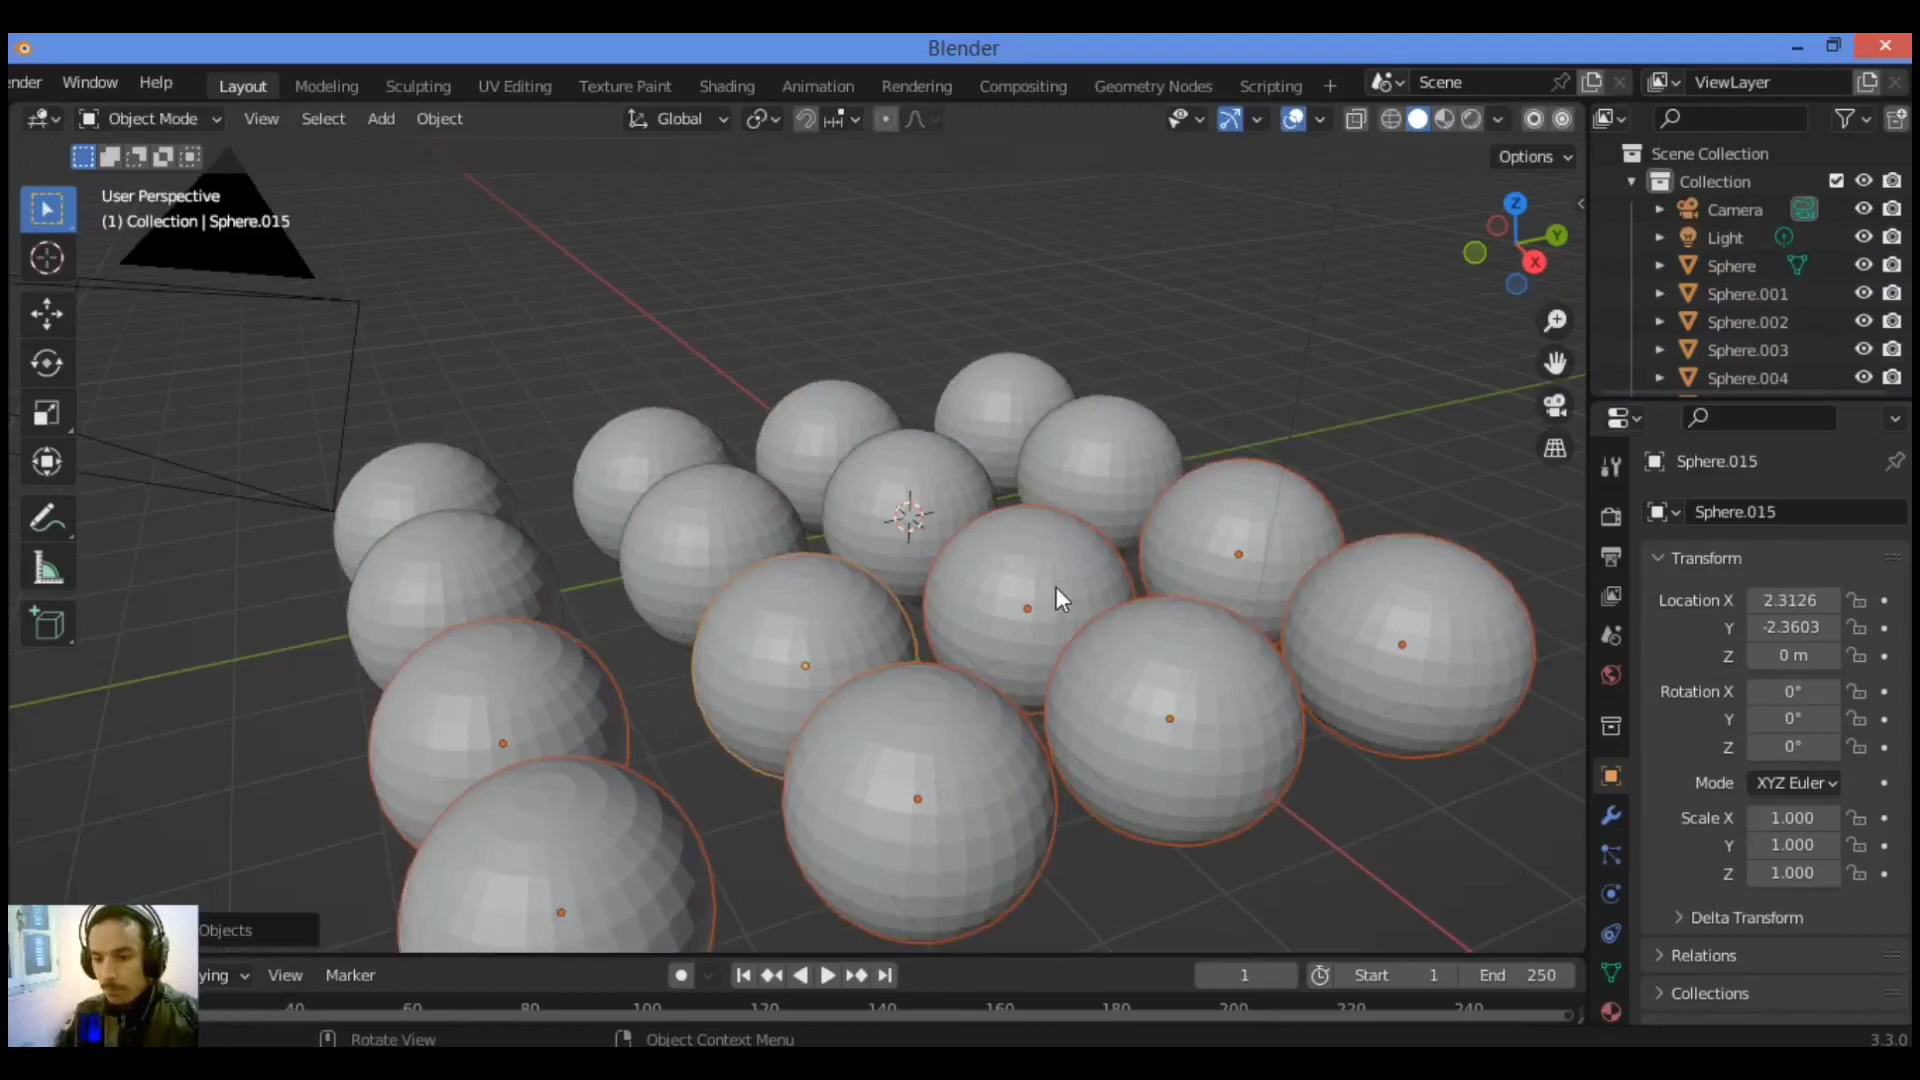 Blender
nder Window Help Layout Modeling Sculpting UV Editing Texture Paint Shading Animation Rendering Compositing Geometry Nodes Scripting + Scene ViewLayer
Object Mode View Select Add Object Global
Options
User Perspective
(1) Collection | Sphere.015
Z
Y
X
Scene Collection
Collection
Camera
Light
Sphere
Sphere.001
Sphere.002
Sphere.003
Sphere.004
Sphere.015
Sphere.015
Transform
Location X 2.3126
Y -2.3603
Z 0 m
Rotation X 0°
Y 0°
Z 0°
Mode XYZ Euler
Scale X 1.000
Y 1.000
Z 1.000
Delta Transform
Relations
Collections
Objects
ying View Marker 1 Start 1 End 250
40 60 80 100 120 140 160 180 200 220 240
Rotate View Object Context Menu 3.3.0